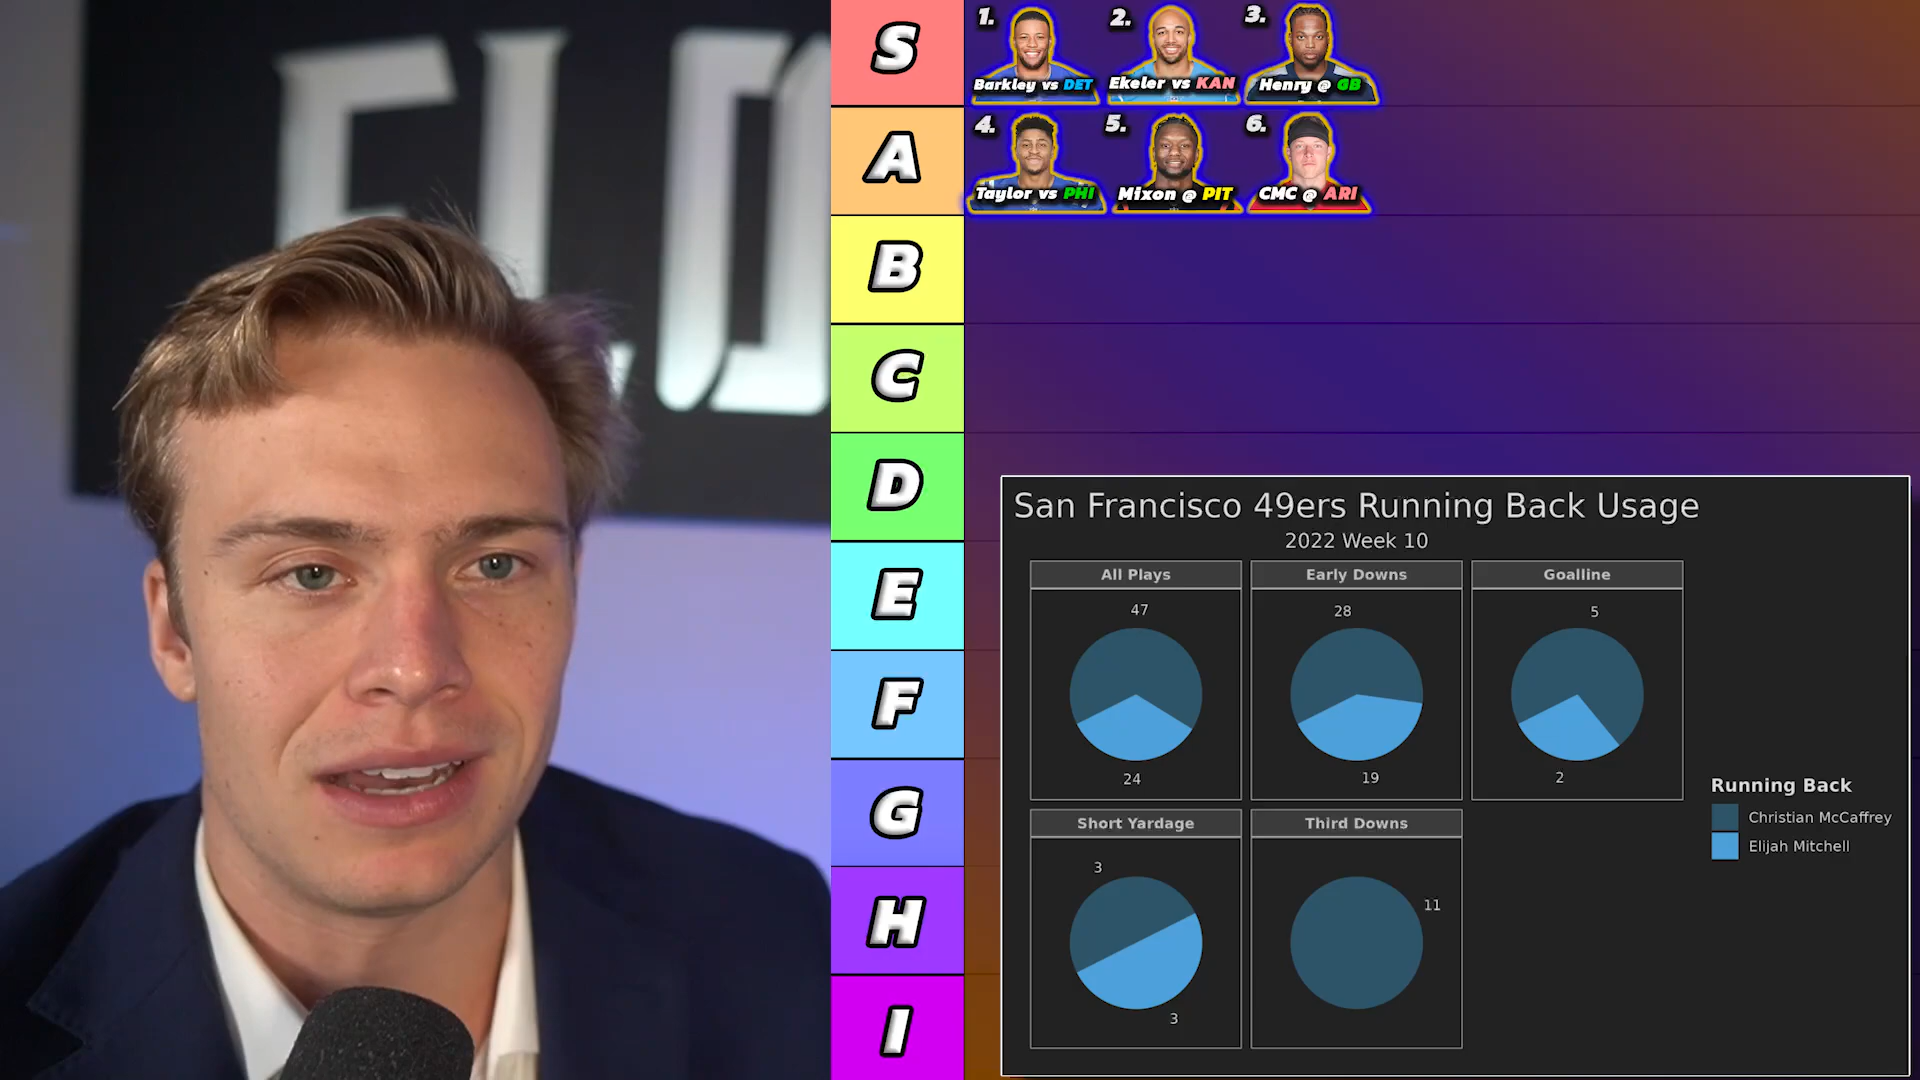 FLO
S
1.
Barkley vs DET
2.
Ekeler vs KAN
3.
Henry @ GB
A
4.
Taylor vs PHI
5.
Mixon @ PIT
6.
CMC @ ARI
B
C
D
E
F
G
H
I
San Francisco 49ers Running Back Usage
2022 Week 10
All Plays
47
24
Early Downs
28
19
Goalline
5
2
Short Yardage
3
3
Third Downs
11
Running Back
Christian McCaffrey
Elijah Mitchell